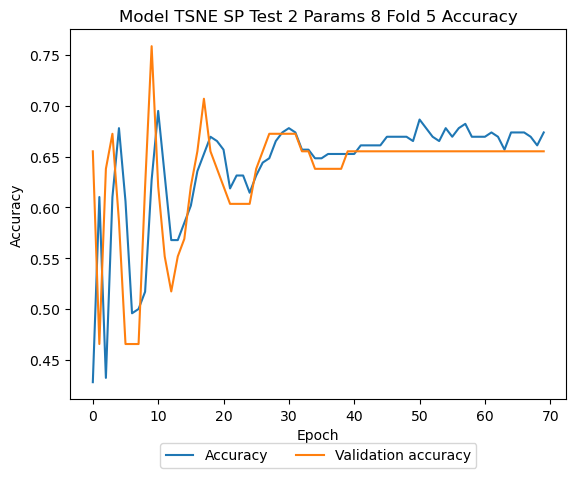 Model TSNE SP Test 2 Params 8 Fold 5 Accuracy
Accuracy
0.75
0.70
0.65
0.60
0.55
0.50
0.45
0 10 20 30 40 50 60 70
Epoch
Accuracy Validation accuracy